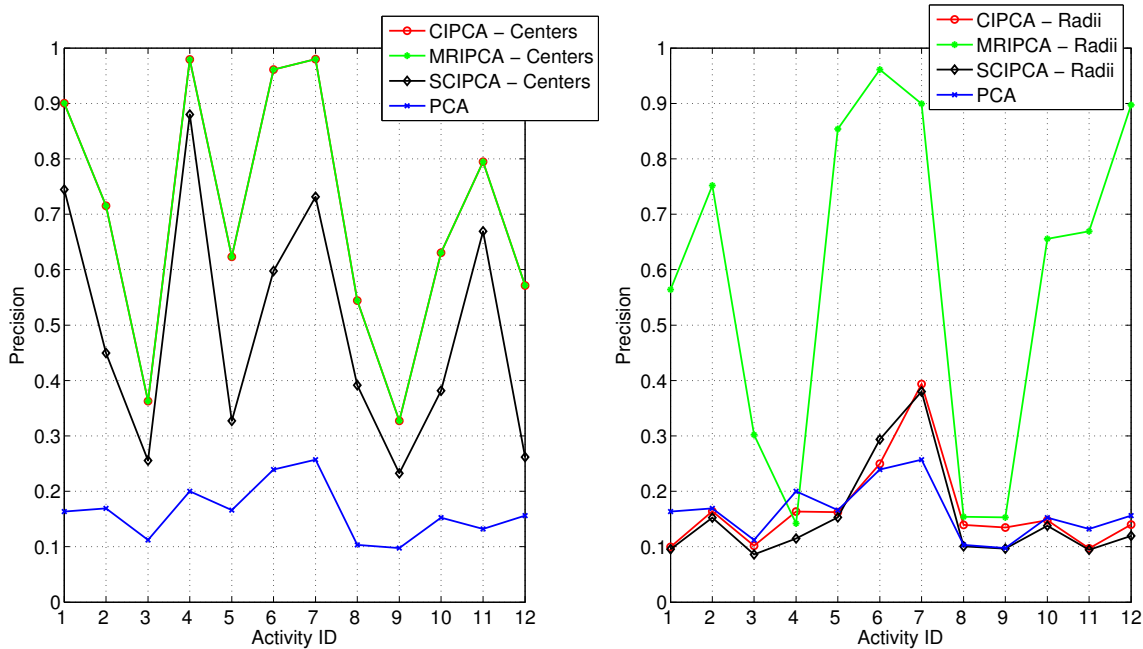 CIPCA – Centers
MRIPCA – Centers
SCIPCA – Centers
PCA
1
0.9
0.8
0.7
0.6
0.5
0.4
0.3
0.2
0.1
0
Precision
1 2 3 4 5 6 7 8 9 10 11 12
Activity ID
CIPCA – Radii
MRIPCA – Radii
SCIPCA – Radii
PCA
1
0.9
0.8
0.7
0.6
0.5
0.4
0.3
0.2
0.1
0
Precision
1 2 3 4 5 6 7 8 9 10 11 12
Activity ID